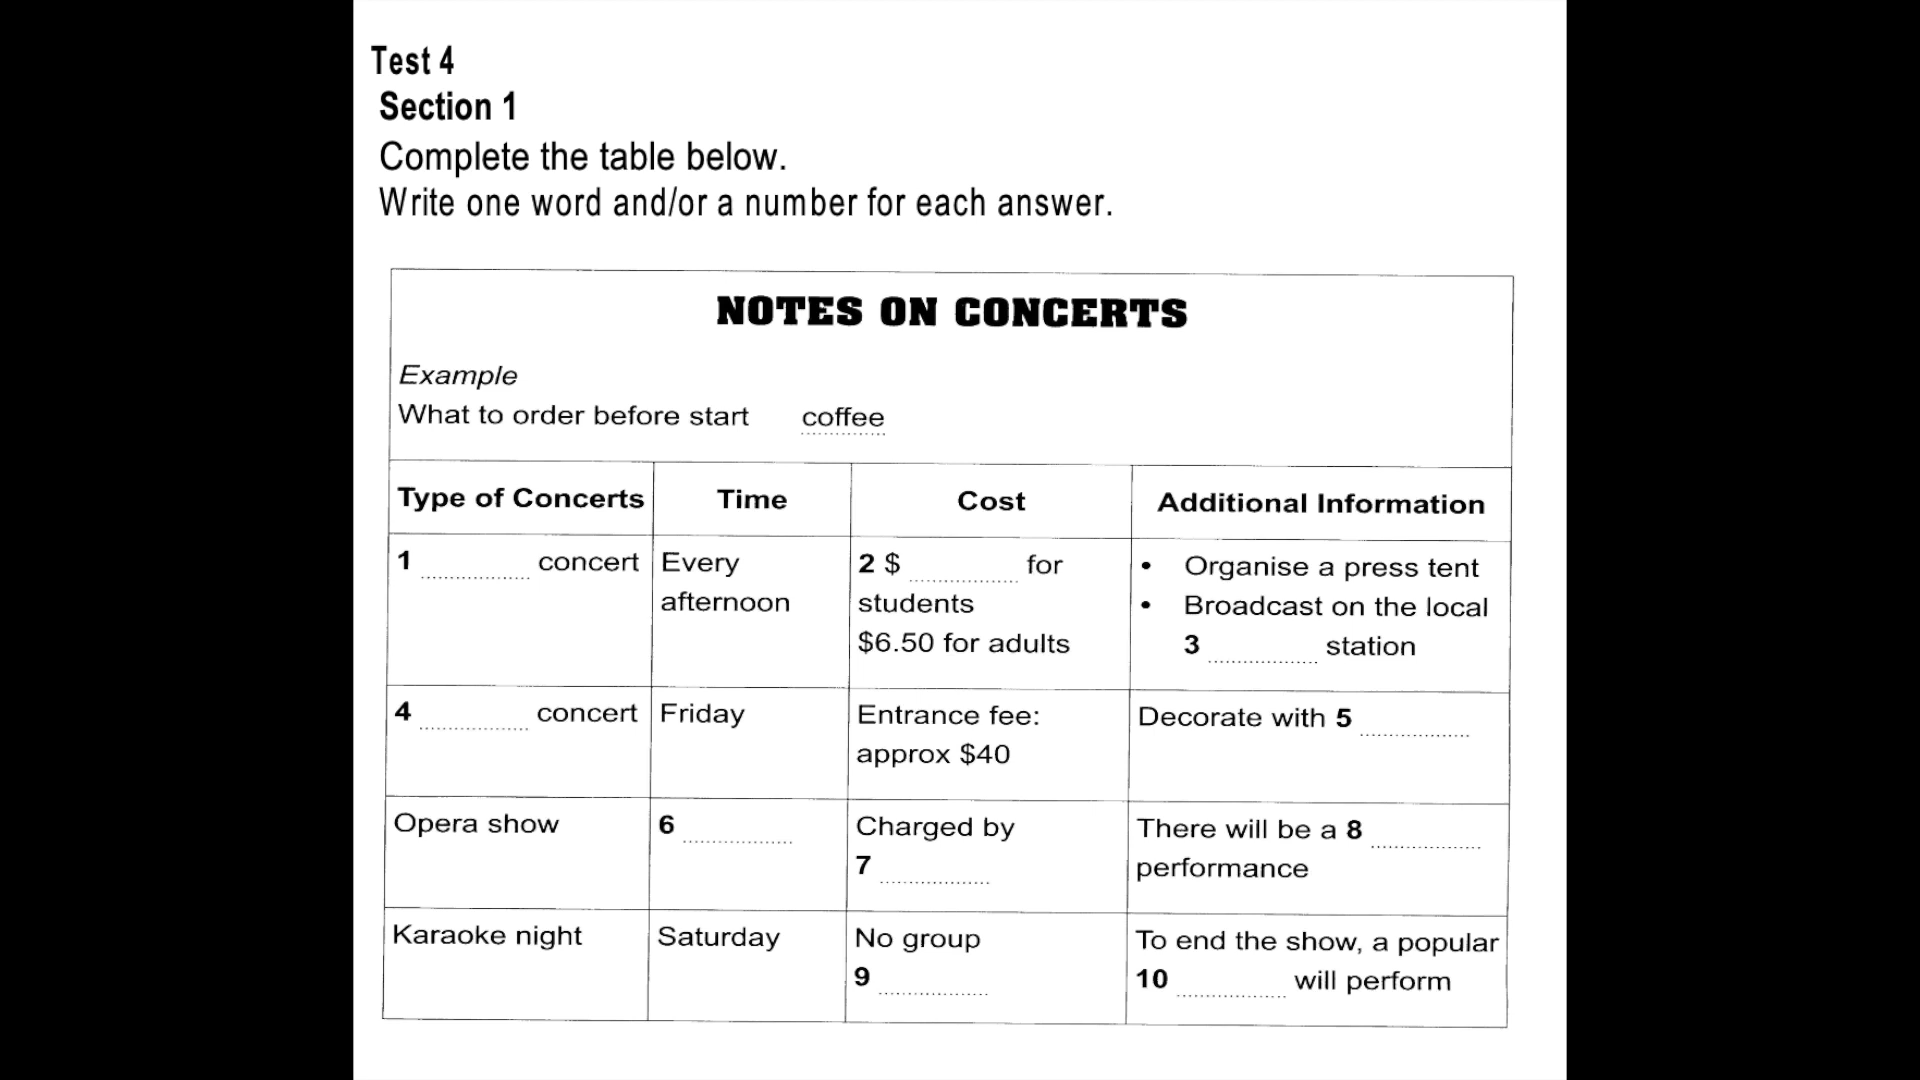 Test 4
Section 1
Complete the table below.
Write one word and/or a number for each answer.
NOTES ON CONCERTS
Example
What to order before start coffee
Type of Concerts
Time
Cost
Additional Information
1 .................. concert
Every
afternoon
2 $ .................. for
students
$6.50 for adults
• Organise a press tent
• Broadcast on the local
3 .................. station
4 .................. concert
Friday
Entrance fee:
approx $40
Decorate with 5 ..................
Opera show
6 ..................
Charged by
7 ..................
There will be a 8 ..................
performance
Karaoke night
Saturday
No group
9 ..................
To end the show, a popular
10 .................. will perform